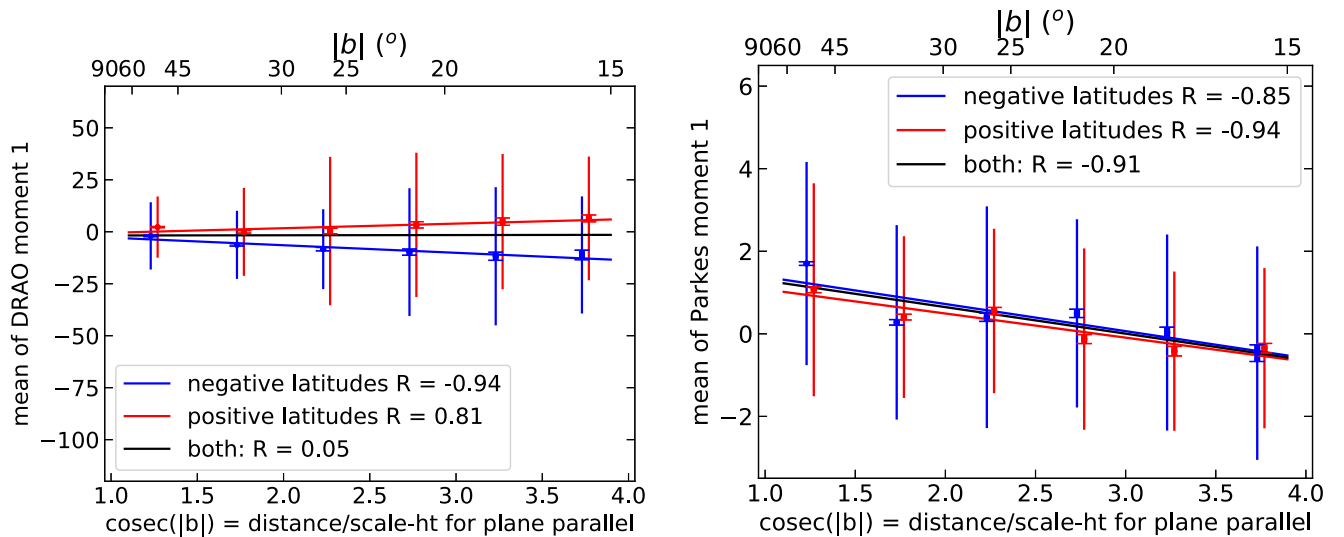 |b| (°)
9060 45 30 25 20 15
mean of DRAO moment 1
50
25
0
−25
−50
−75
−100
negative latitudes R = -0.94
positive latitudes R = 0.81
both: R = 0.05
1.0 1.5 2.0 2.5 3.0 3.5 4.0
cosec(|b|) = distance/scale-ht for plane parallel
|b| (°)
9060 45 30 25 20 15
mean of Parkes moment 1
6
4
2
0
−2
negative latitudes R = -0.85
positive latitudes R = -0.94
both: R = -0.91
1.0 1.5 2.0 2.5 3.0 3.5 4.0
cosec(|b|) = distance/scale-ht for plane parallel